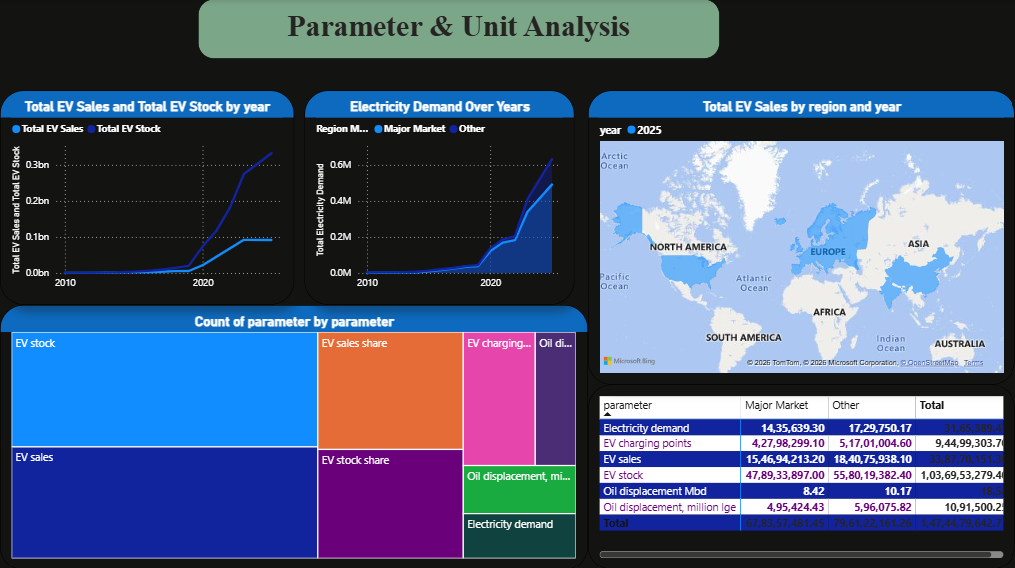 Parameter & Unit Analysis
Total EV Sales and Total EV Stock by year
Total EV Sales Total EV Stock
Total EV Sales and Total EV Stock
0.3bn
0.2bn
0.1bn
0.0bn
2010 2020
Electricity Demand Over Years
Region M... Major Market Other
Total Electricity Demand
0.6M
0.4M
0.2M
0.0M
2010 2020
Total EV Sales by region and year
year 2025
Arctic
Ocean
NORTH AMERICA
EUROPE
ASIA
Pacific
Ocean
Atlantic
Ocean
AFRICA
SOUTH AMERICA
Indian
Ocean
AUSTRALIA
Microsoft Bing
© 2026 TomTom, © 2026 Microsoft Corporation, © OpenStreetMap Terms
Count of parameter by parameter
EV stock
EV sales
EV sales share
EV stock share
EV charging...
Oil di...
Oil displacement, mi...
Electricity demand
parameter Major Market Other Total
Electricity demand 14,35,639.30 17,29,750.17
EV charging points 4,27,98,299.10 5,17,01,004.60 9,44,99,303.70
EV sales 15,46,94,213.20 18,40,75,938.10
EV stock 47,89,33,897.00 55,80,19,382.40 1,03,69,53,279.40
Oil displacement Mbd 8.42 10.17
Oil displacement, million lge 4,95,424.43 5,96,075.82 10,91,500.25
Total